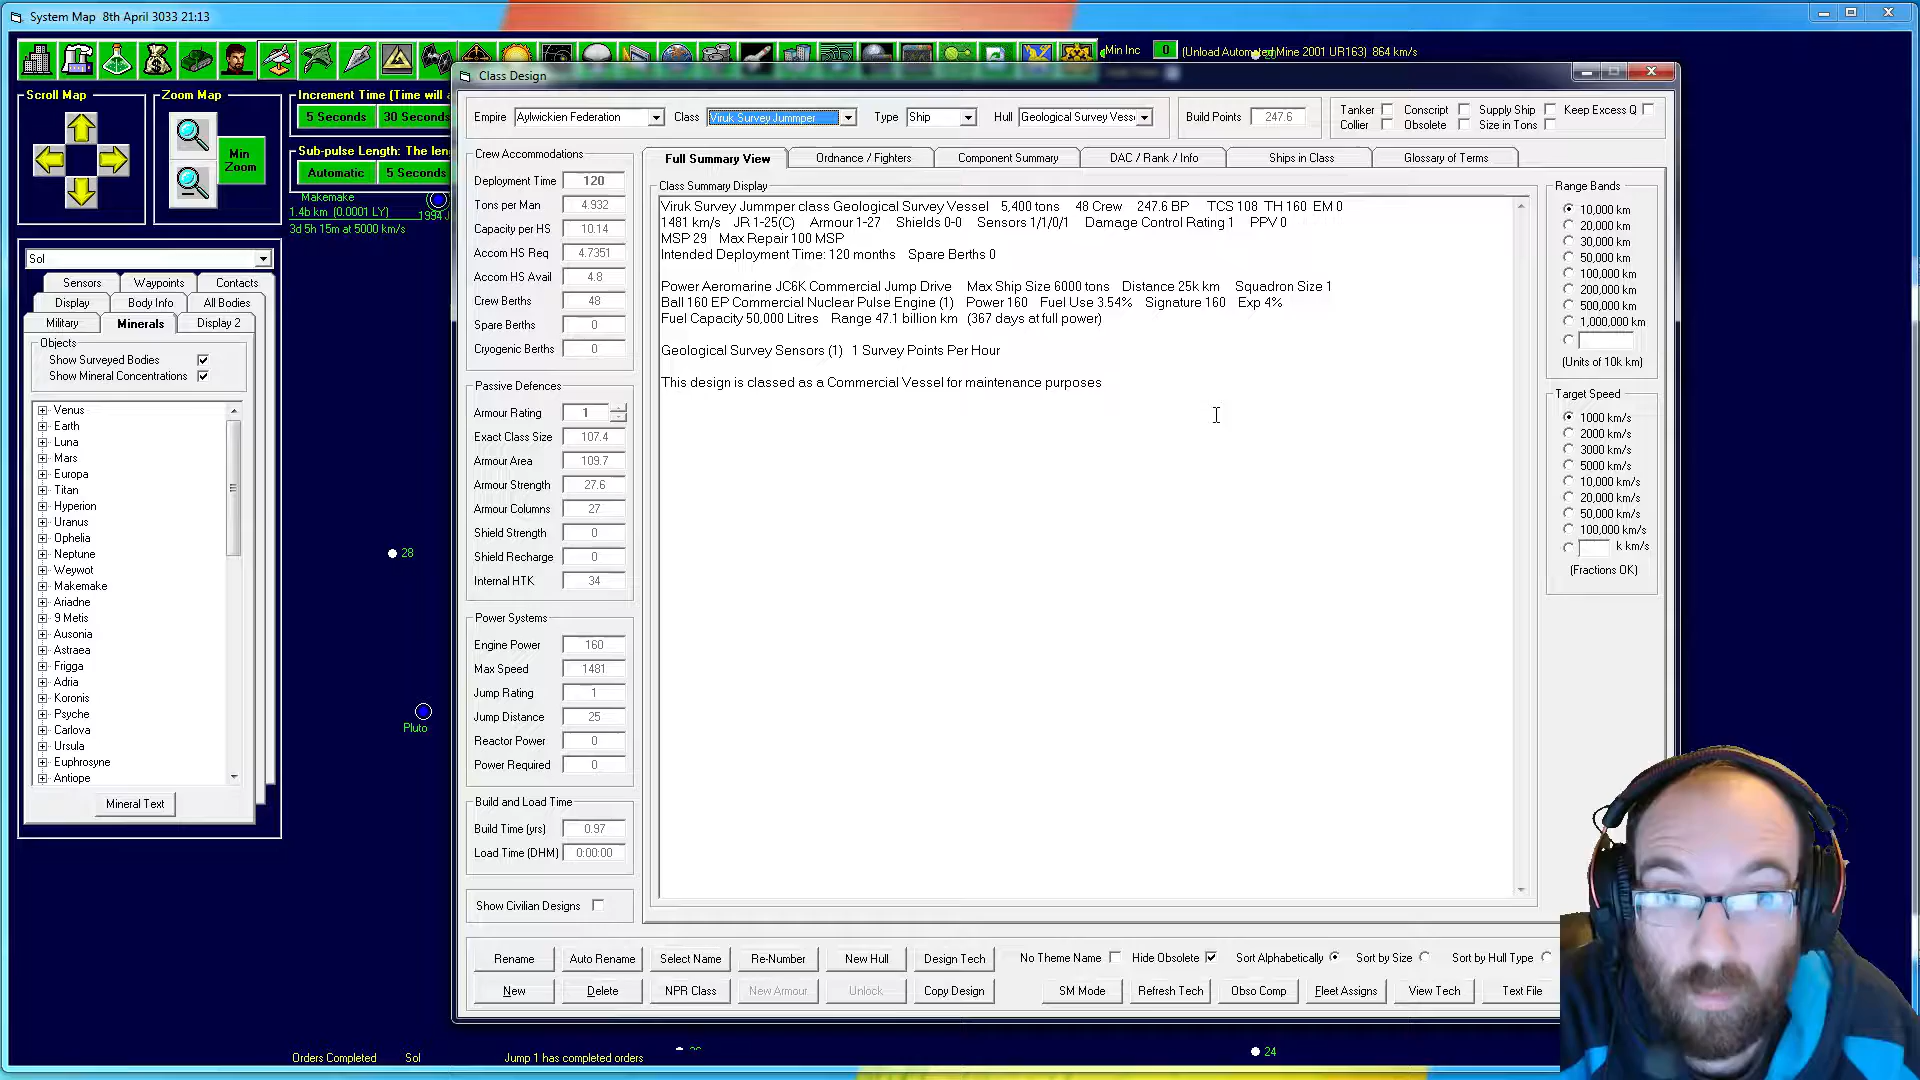 System Map   8th April 3033 21:13
Min Inc   0   (Unload Automated Mine 2001 UR163)   864 km/s
Scroll Map
Zoom Map
Min
Zoom
Increment Time (Time will
5 Seconds   30 Seconds
Sub-pulse Length: The len
Automatic   5 Seconds
Makemake
1.4b km (0.0001 LY)
3d 5h 15m at 5000 km/s
1994
Sol
Sensors   Waypoints   Contacts
Display   Body Info   All Bodies
Military   Minerals   Display 2
Objects
Show Surveyed Bodies
Show Mineral Concentrations
Venus
Earth
Luna
Mars
Europa
Titan
Hyperion
Uranus
Ophelia
Neptune
Weywot
Makemake
Ariadne
9 Metis
Ausonia
Astraea
Frigga
Adria
Koronis
Psyche
Carlova
Ursula
Euphrosyne
Antiope
Mineral Text
28
Pluto
Orders Completed   Sol   Jump 1 has completed orders
24
Class Design
Empire   Aylwickien Federation   Class   Viruk Survey Jummper   Type   Ship   Hull   Geological Survey Vess   Build Points   247.6
Tanker   Conscript   Supply Ship   Keep Excess Q
Collier   Obsolete   Size in Tons
Crew Accommodations
Deployment Time   120
Tons per Man   4.932
Capacity per HS   10.14
Accom HS Req   4.7351
Accom HS Avail   4.8
Crew Berths   48
Spare Berths   0
Cryogenic Berths   0
Passive Defences
Armour Rating   1
Exact Class Size   107.4
Armour Area   109.7
Armour Strength   27.6
Armour Columns   27
Shield Strength   0
Shield Recharge   0
Internal HTK   34
Power Systems
Engine Power   160
Max Speed   1481
Jump Rating   1
Jump Distance   25
Reactor Power   0
Power Required   0
Build and Load Time
Build Time (yrs)   0.97
Load Time (DHM)   0:00:00
Show Civilian Designs
Full Summary View   Ordnance / Fighters   Component Summary   DAC / Rank / Info   Ships in Class   Glossary of Terms
Class Summary Display
Viruk Survey Jummper class Geological Survey Vessel   5,400 tons   48 Crew   247.6 BP   TCS 108   TH 160   EM 0
1481 km/s   JR 1-25(C)   Armour 1-27   Shields 0-0   Sensors 1/1/0/1   Damage Control Rating 1   PPV 0
MSP 29   Max Repair 100 MSP
Intended Deployment Time: 120 months   Spare Berths 0
Power Aeromarine JC6K Commercial Jump Drive   Max Ship Size 6000 tons   Distance 25k km   Squadron Size 1
Ball 160 EP Commercial Nuclear Pulse Engine (1)   Power 160   Fuel Use 3.54%   Signature 160   Exp 4%
Fuel Capacity 50,000 Litres   Range 47.1 billion km   (367 days at full power)
Geological Survey Sensors (1)   1 Survey Points Per Hour
This design is classed as a Commercial Vessel for maintenance purposes
Range Bands
10,000 km
20,000 km
30,000 km
50,000 km
100,000 km
200,000 km
500,000 km
1,000,000 km
(Units of 10k km)
Target Speed
1000 km/s
2000 km/s
3000 km/s
5000 km/s
10,000 km/s
20,000 km/s
50,000 km/s
100,000 km/s
k km/s
(Fractions OK)
Rename   Auto Rename   Select Name   Re-Number   New Hull   Design Tech   No Theme Name   Hide Obsolete   Sort Alphabetically   Sort by Size   Sort by Hull Type
New   Delete   NPR Class   New Armour   Unlock   Copy Design   SM Mode   Refresh Tech   Obso Comp   Fleet Assigns   View Tech   Text File